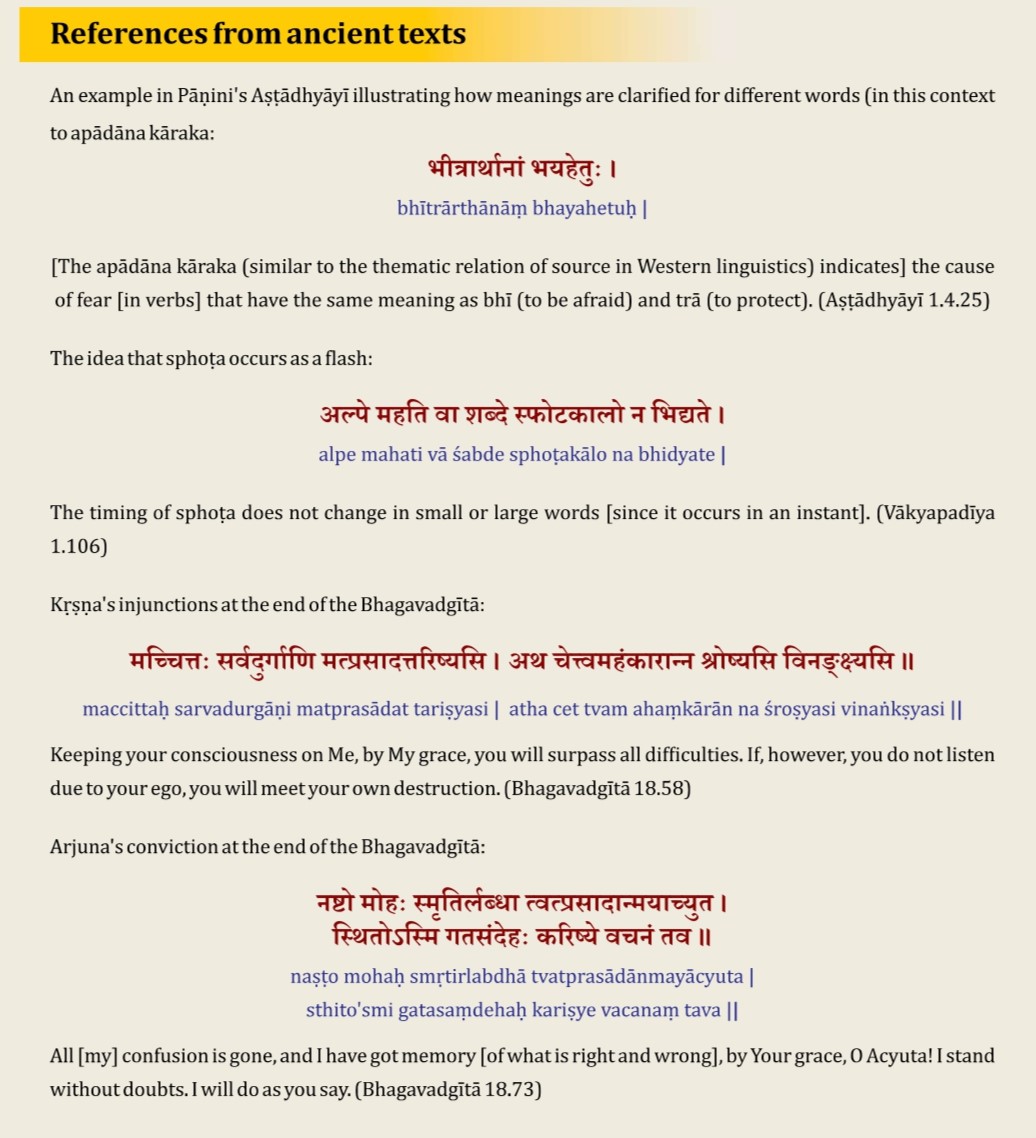 References from ancient texts
An example in Pāṇini's Aṣṭādhyāyī illustrating how meanings are clarified for different words (in this context
to apādāna kāraka:
भीत्रार्थानां भयहेतुः ।
bhītrārthānāṃ bhayahetuḥ |
[The apādāna kāraka (similar to the thematic relation of source in Western linguistics) indicates] the cause
of fear [in verbs] that have the same meaning as bhī (to be afraid) and trā (to protect). (Aṣṭādhyāyī 1.4.25)
The idea that sphoṭa occurs as a flash:
अल्पे महति वा शब्दे स्फोटकालो न भिद्यते ।
alpe mahati vā śabde sphoṭakālo na bhidyate |
The timing of sphoṭa does not change in small or large words [since it occurs in an instant]. (Vākyapadīya
1.106)
Kṛṣṇa's injunctions at the end of the Bhagavadgītā:
मच्चित्तः सर्वदुर्गाणि मत्प्रसादत्तरिष्यसि । अथ चेत्त्वमहंकारान्न श्रोष्यसि विनङ्क्ष्यसि ॥
maccittaḥ sarvadurgāṇi matprasādat tariṣyasi | atha cet tvam ahaṃkārān na śroṣyasi vinaṅkṣyasi ||
Keeping your consciousness on Me, by My grace, you will surpass all difficulties. If, however, you do not listen
due to your ego, you will meet your own destruction. (Bhagavadgītā 18.58)
Arjuna's conviction at the end of the Bhagavadgītā:
नष्टो मोहः स्मृतिर्लब्धा त्वत्प्रसादान्मयाच्युत ।
स्थितोऽस्मि गतसंदेहः करिष्ये वचनं तव ॥
naṣṭo mohaḥ smṛtirlabdhā tvatprasādānmayācyuta |
sthito'smi gatasaṃdehaḥ kariṣye vacanaṃ tava ||
All [my] confusion is gone, and I have got memory [of what is right and wrong], by Your grace, O Acyuta! I stand
without doubts. I will do as you say. (Bhagavadgītā 18.73)